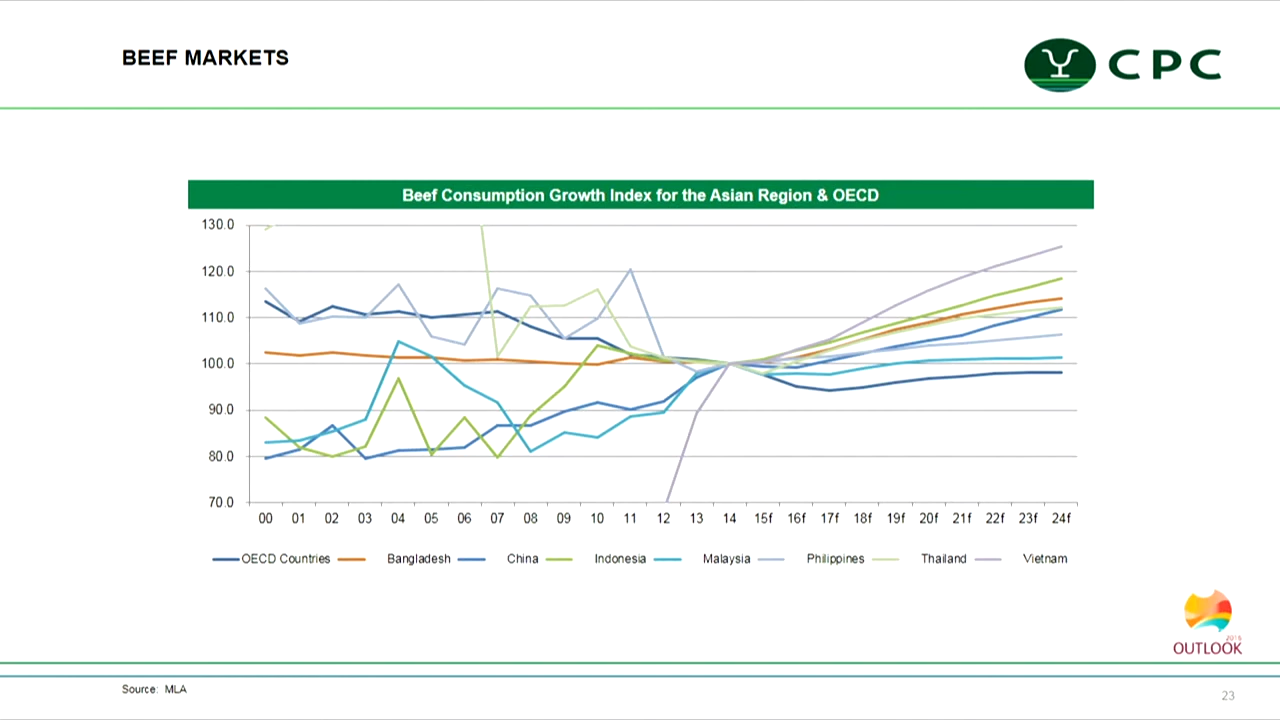 BEEF MARKETS
CPC
Beef Consumption Growth Index for the Asian Region & OECD
130.0
120.0
110.0
100.0
90.0
80.0
70.0
00 01 02 03 04 05 06 07 08 09 10 11 12 13 14 15f 16f 17f 18f 19f 20f 21f 22f 23f 24f
OECD Countries Bangladesh China Indonesia Malaysia Philippines Thailand Vietnam
2016
OUTLOOK
Source: MLA
23